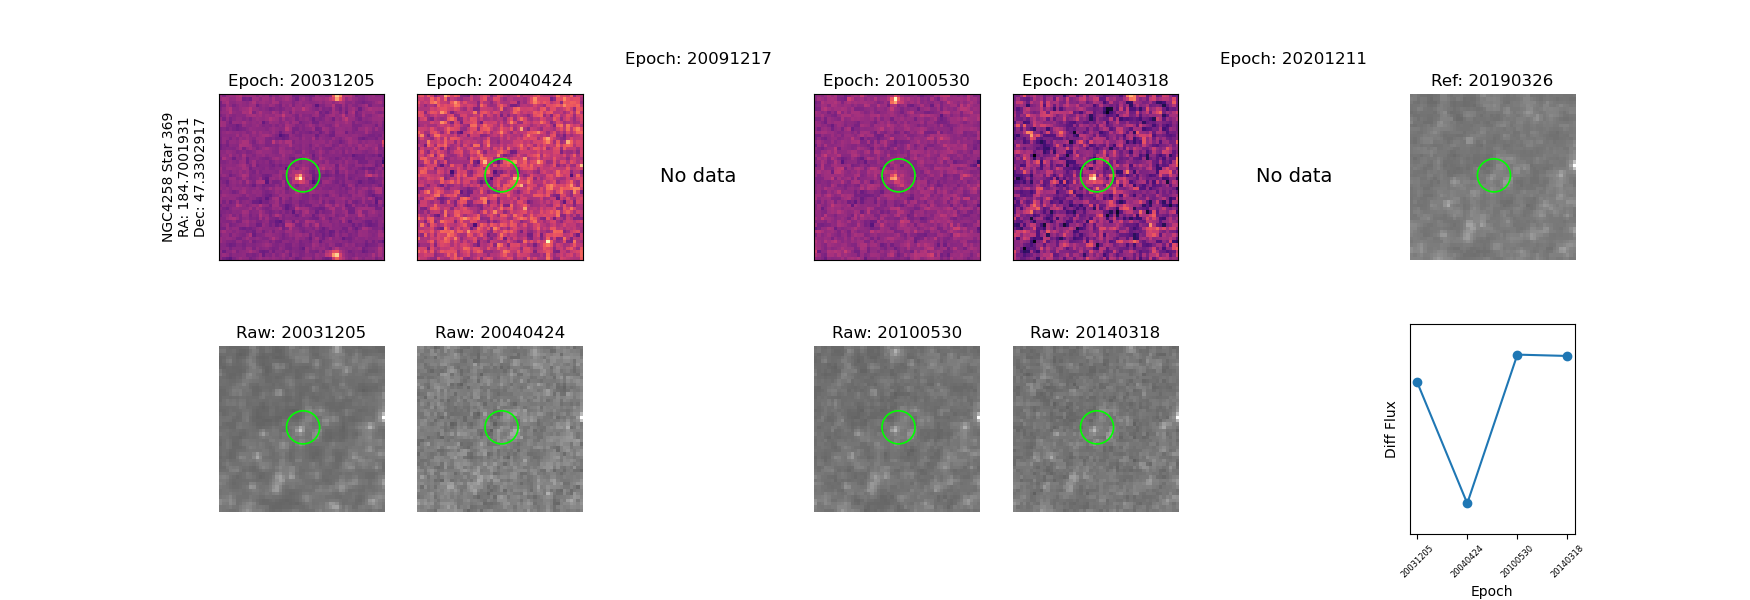 Epoch: 20091217
Epoch: 20201211
Epoch: 20031205
Epoch: 20040424
Epoch: 20100530
Epoch: 20140318
Ref: 20190326
NGC4258 Star 369
RA: 184.7001931
Dec: 47.33302917
No data
No data
Raw: 20031205
Raw: 20040424
Raw: 20100530
Raw: 20140318
Diff Flux
20031205
20040424
20100530
20140318
Epoch